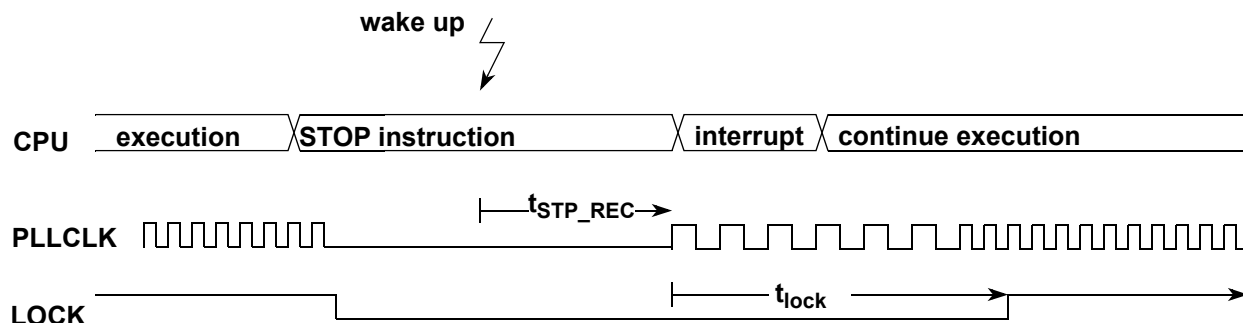 wake up
CPU execution STOP instruction interrupt continue execution
tSTP_REC
PLLCLK
tlock
LOCK